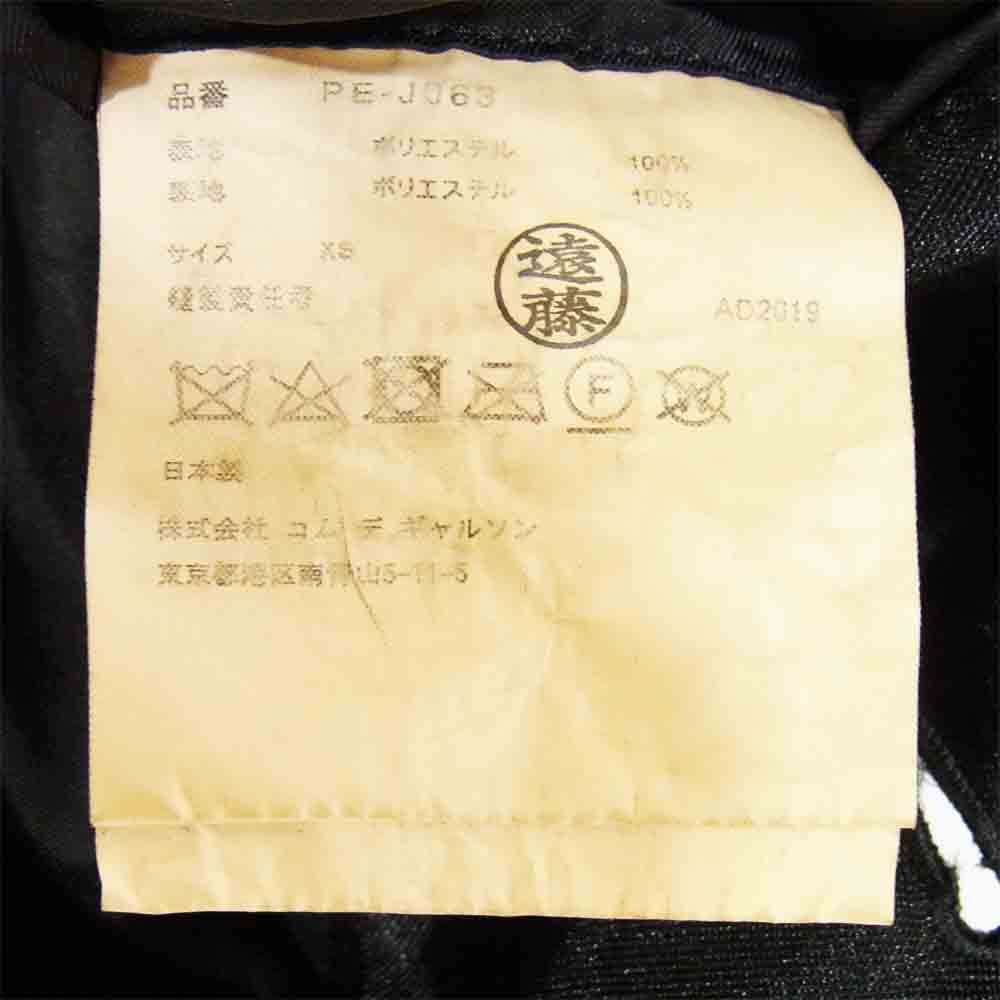 品番 PE-J063
表地 ポリエステル 100%
裏地 ポリエステル 100%
サイズ XS
縫製責任者 遠藤 AD2019
F
日本製
株式会社 コム デ ギャルソン
東京都港区南青山5-11-5